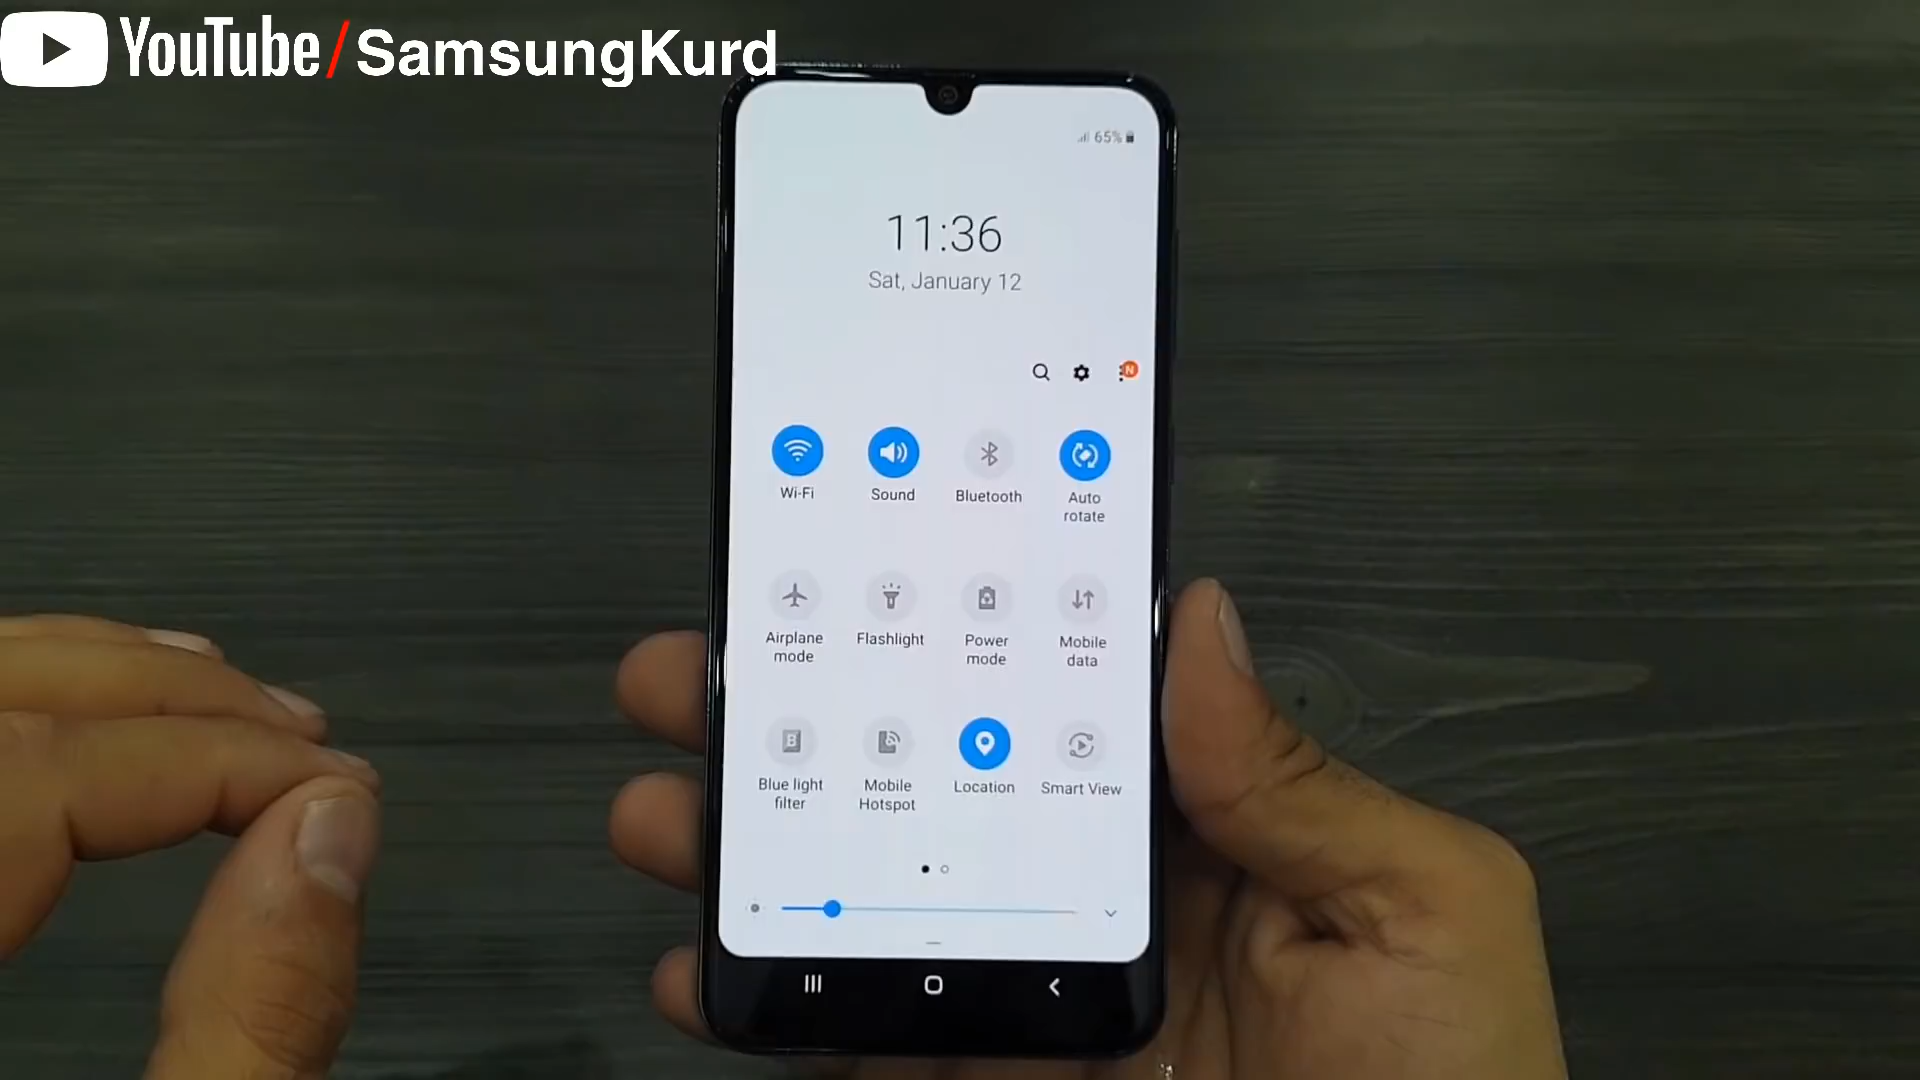 YouTube/SamsungKurd
65%
11:36
Sat, January 12
N
Wi-Fi
Sound
Bluetooth
Auto
rotate
Airplane
mode
Flashlight
Power
mode
Mobile
data
B
Blue light
filter
Mobile
Hotspot
Location
Smart View